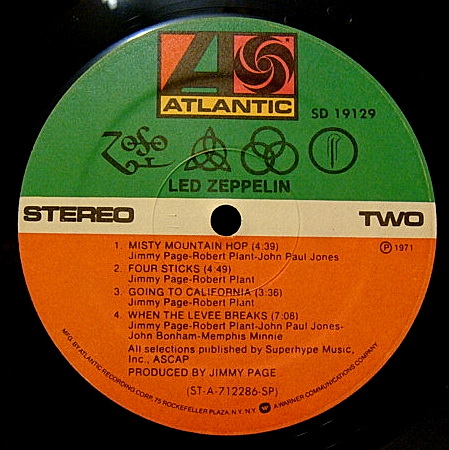 ATLANTIC
SD 19129
LED ZEPPELIN
STEREO
TWO
Ⓟ 1971
1. MISTY MOUNTAIN HOP (4:39)
Jimmy Page-Robert Plant-John Paul Jones
2. FOUR STICKS (4:49)
Jimmy Page-Robert Plant
3. GOING TO CALIFORNIA (3:36)
Jimmy Page-Robert Plant
4. WHEN THE LEVEE BREAKS (7:08)
Jimmy Page-Robert Plant-John Paul Jones-
John Bonham-Memphis Minnie
All selections published by Superhype Music,
Inc., ASCAP
PRODUCED BY JIMMY PAGE
(ST-A-712286-SP)
MFG. BY ATLANTIC RECORDING CORP., 75 ROCKEFELLER PLAZA, N.Y. N.Y. A WARNER COMMUNICATIONS COMPANY.